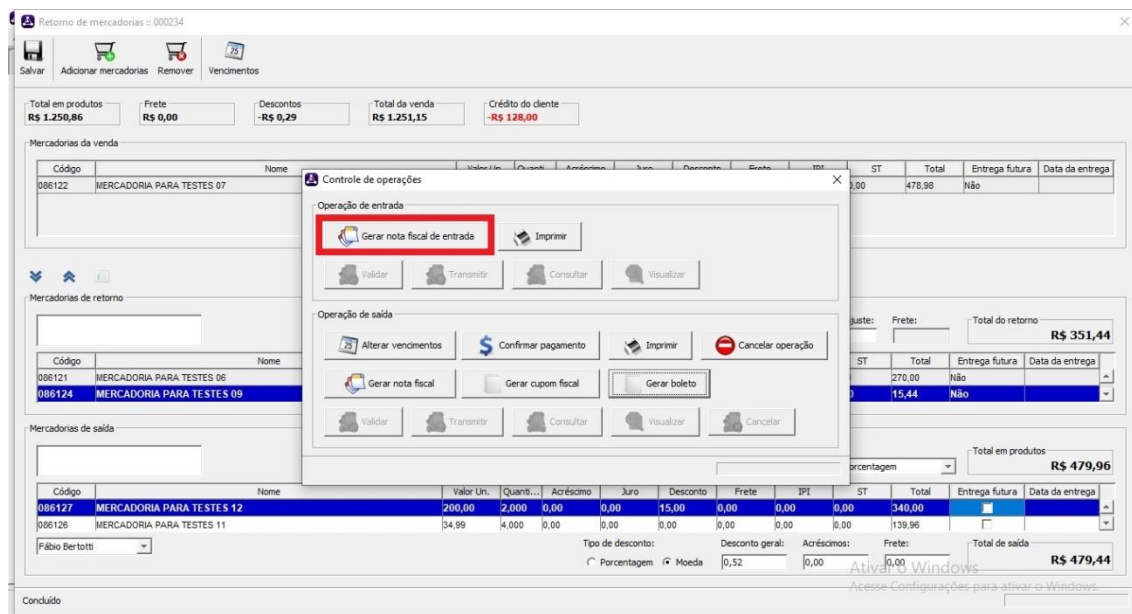 Retorno de mercadorias :: 000234
Salvar Adicionar mercadorias Remover Vencimentos
Total em produtos Frete Descontos Total da venda Crédito do cliente
R$ 1.250,86 R$ 0,00 -R$ 0,29 R$ 1.251,15 -R$ 128,00
Mercadorias da venda
Código Nome Valor Un. Quanti... Acréscimo Juro Desconto Frete IPI ST Total Entrega futura Data da entrega
086122 MERCADORIA PARA TESTES 07 0,00 478,98 Não
Controle de operações
Operação de entrada
Gerar nota fiscal de entrada Imprimir
Validar Transmitir Consultar Visualizar
Operação de saída
Alterar vencimentos Confirmar pagamento Imprimir Cancelar operação
Gerar nota fiscal Gerar cupom fiscal Gerar boleto
Validar Transmitir Consultar Visualizar Cancelar
Mercadorias de retorno
Frete: Total do retorno
R$ 351,44
Código Nome ST Total Entrega futura Data da entrega
086121 MERCADORIA PARA TESTES 06 270,00 Não
086124 MERCADORIA PARA TESTES 09 15,44 Não
Mercadorias de saída
Total em produtos
R$ 479,96
Código Nome Valor Un. Quanti... Acréscimo Juro Desconto Frete IPI ST Total Entrega futura Data da entrega
086127 MERCADORIA PARA TESTES 12 200,00 2,000 0,00 0,00 15,00 0,00 0,00 0,00 340,00
086126 MERCADORIA PARA TESTES 11 34,99 4,000 0,00 0,00 0,00 0,00 0,00 0,00 139,96
Fábio Bertotti Tipo de desconto: Desconto geral: Acréscimos: Frete: Total de saída
Porcentagem Moeda 0,52 0,00 0,00 R$ 479,44
Ativar o Windows
Acesse Configurações para ativar o Windows.
Concluído